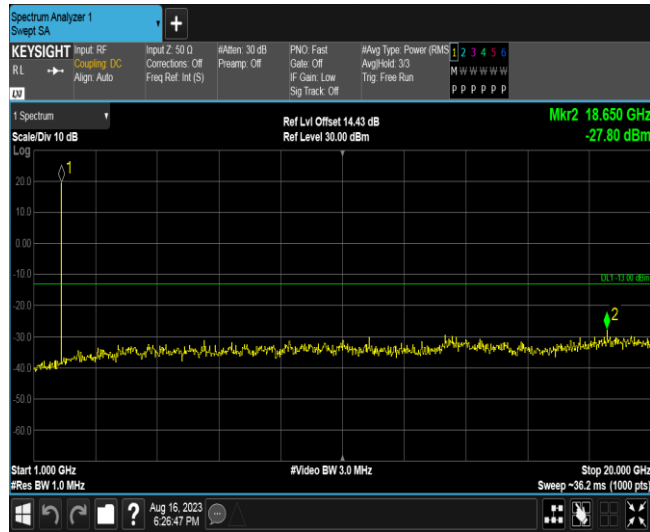 Spectrum Analyzer 1
Swept SA
+
KEYSIGHT
RL
LXI
Input: RF
Coupling: DC
Align: Auto
Input Z: 50 Ω
Corrections: Off
Freq Ref: Int (S)
#Atten: 30 dB
Preamp: Off
PNO: Fast
Gate: Off
IF Gain: Low
Sig Track: Off
#Avg Type: Power (RMS
Avg|Hold: 3/3
Trig: Free Run
1 2 3 4 5 6
M W W W W W
P P P P P P
1 Spectrum
Scale/Div 10 dB
Log
Ref Lvl Offset 14.43 dB
Ref Level 30.00 dBm
Mkr2 18.650 GHz
-27.80 dBm
1
20.0
10.0
0.00
-10.0
DL1 -13.00 dBm
-20.0
2
-30.0
-40.0
-50.0
-60.0
Start 1.000 GHz
#Video BW 3.0 MHz
Stop 20.000 GHz
#Res BW 1.0 MHz
Sweep ~36.2 ms (1000 pts)
?
Aug 16, 2023
6:26:47 PM